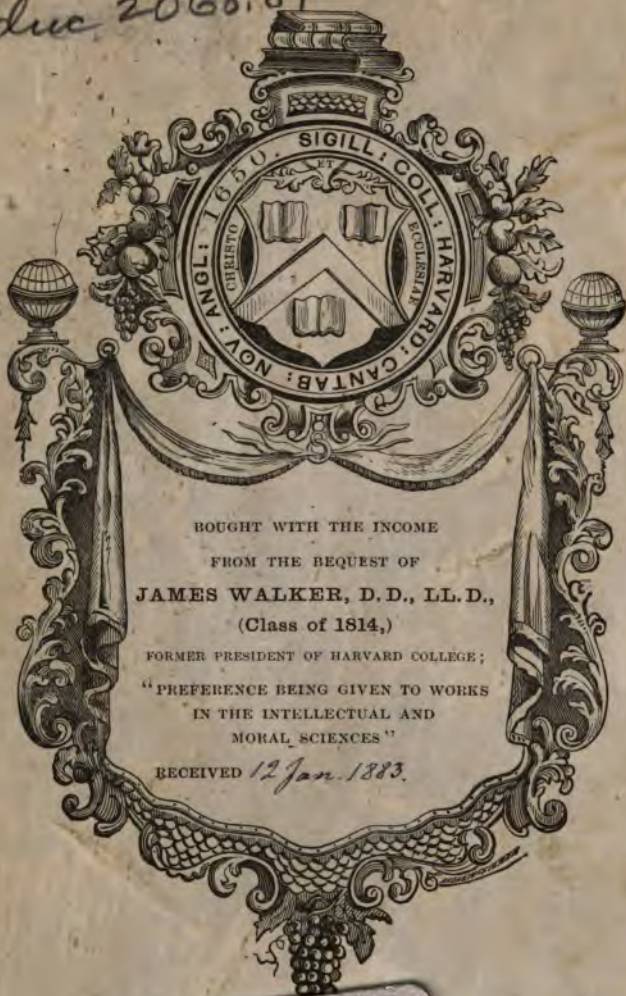 SIGILL: COLL: HARVARD: CANTAB: NOV: ANGL: 1650.
ET
CHRISTO
ECCLESIAE
BOUGHT WITH THE INCOME
FROM THE BEQUEST OF
JAMES WALKER, D.D., LL.D.,
(Class of 1814,)
FORMER PRESIDENT OF HARVARD COLLEGE;
"PREFERENCE BEING GIVEN TO WORKS
IN THE INTELLECTUAL AND
MORAL SCIENCES"
RECEIVED 12 Jan. 1883.